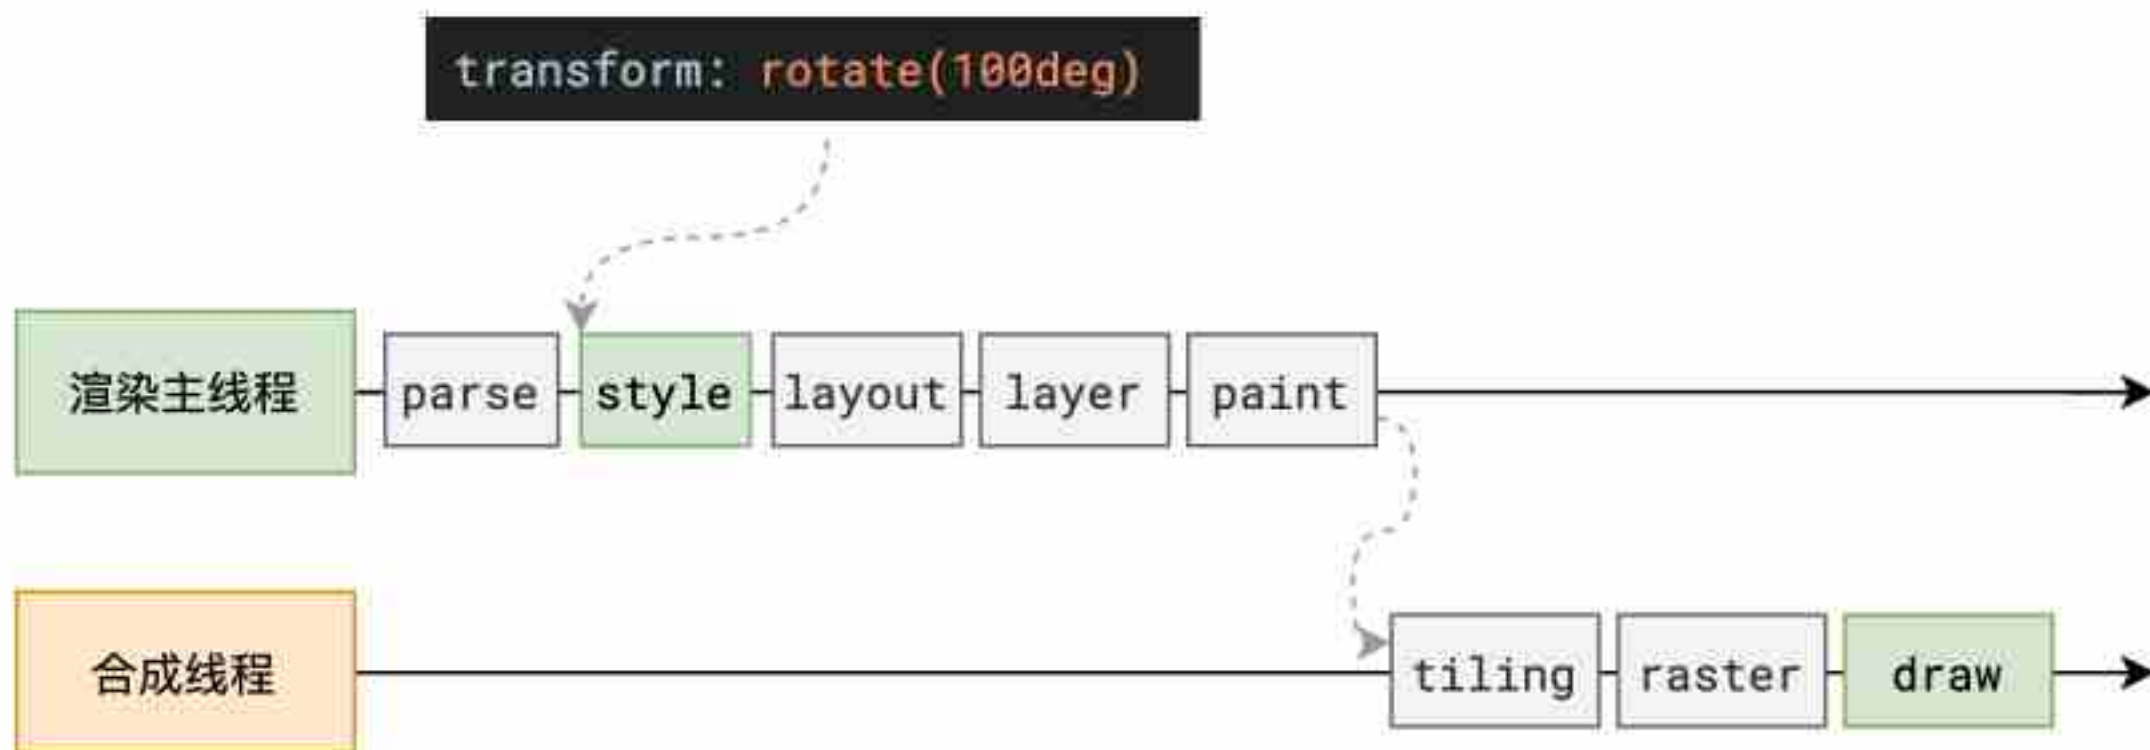 transform: rotate(100deg)
渲染主线程 parse style layout layer paint
合成线程 tiling raster draw